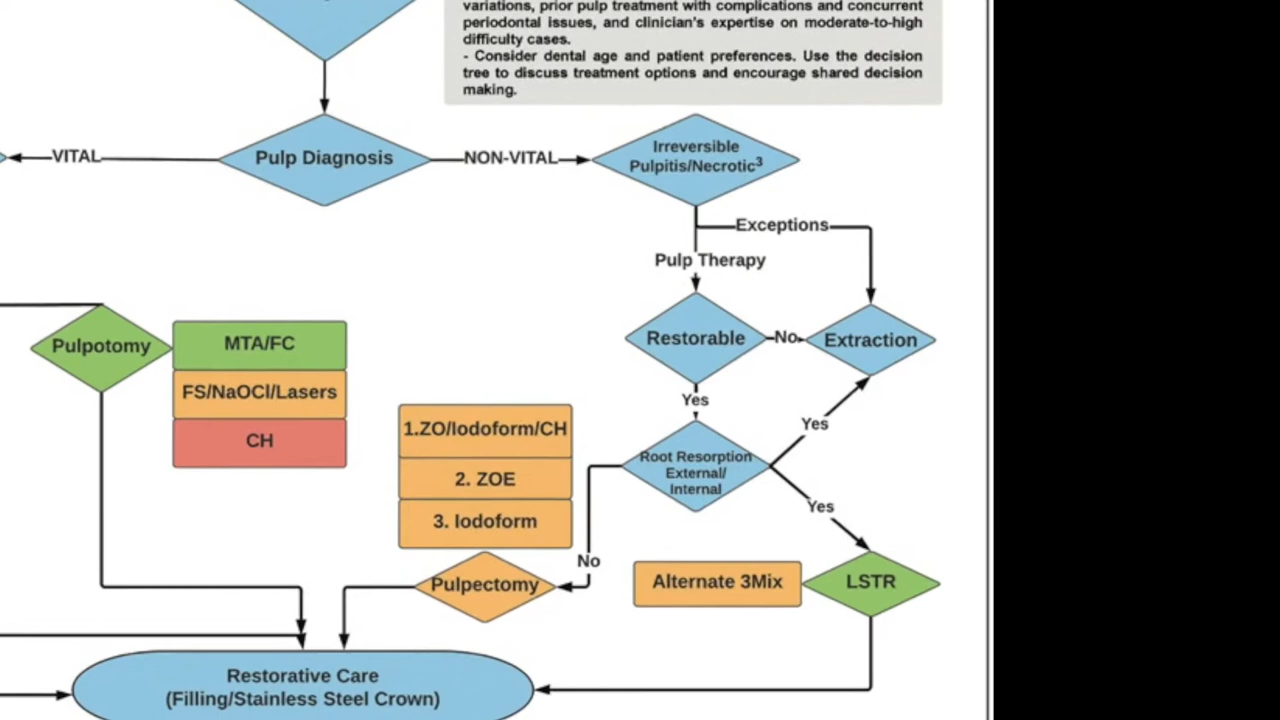 variations, prior pulp treatment with complications and concurrent
periodontal issues, and clinician's expertise on moderate-to-high
difficulty cases.
- Consider dental age and patient preferences. Use the decision
tree to discuss treatment options and encourage shared decision
making.
VITAL
Pulp Diagnosis
NON-VITAL
Irreversible
Pulpitis/Necrotic³
Exceptions
Pulp Therapy
Restorable
No
Extraction
Pulpotomy
MTA/FC
FS/NaOCl/Lasers
CH
Yes
1.ZO/Iodoform/CH
2. ZOE
3. Iodoform
Root Resorption
External/
Internal
Yes
Yes
No
Pulpectomy
Alternate 3Mix
LSTR
Restorative Care
(Filling/Stainless Steel Crown)